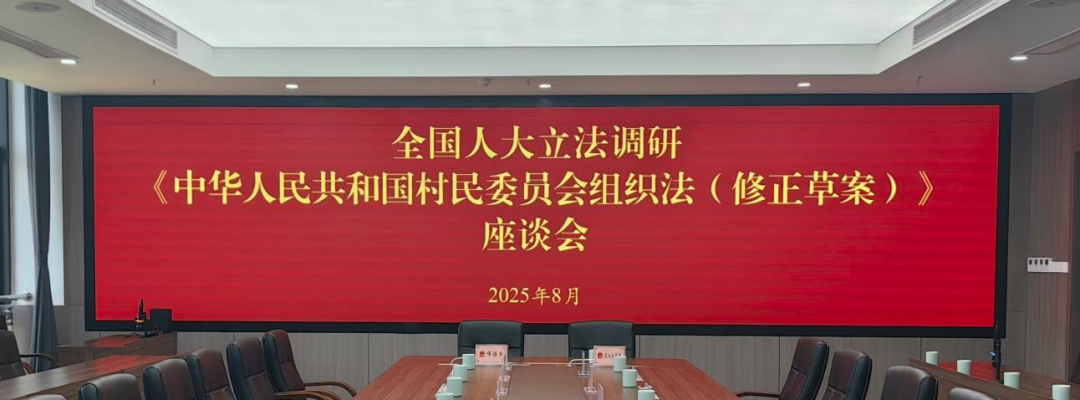 全国人大立法调研
《中华人民共和国村民委员会组织法（修正草案）》
座谈会
2025年8月